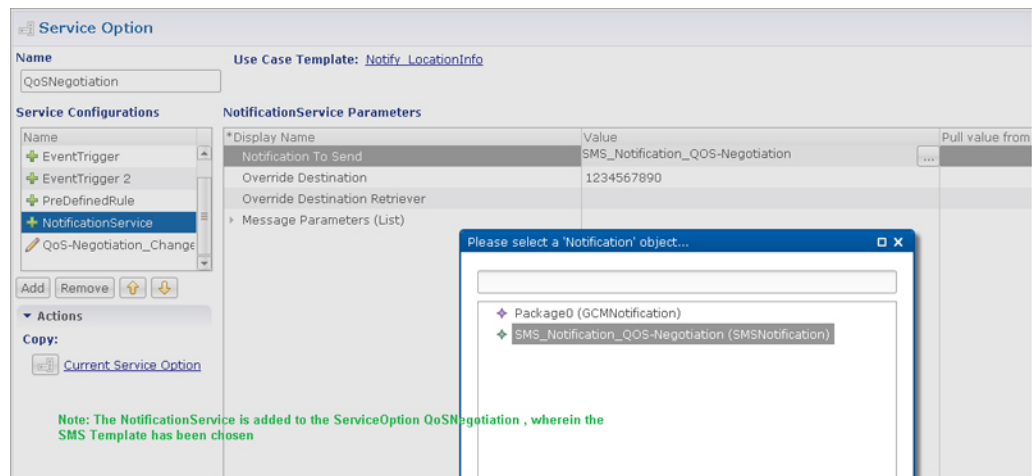 Service Option
Name
Use Case Template: Notify_LocationInfo
QoSNegotiation
Service Configurations
NotificationService Parameters
Name
*Display Name Value Pull value from
EventTrigger
Notification To Send SMS_Notification_QOS-Negotiation ...
EventTrigger 2
Override Destination 1234567890
PreDefinedRule
Override Destination Retriever
NotificationService
Message Parameters (List)
QoS-Negotiation_Change
Please select a 'Notification' object...
Add Remove
Package0 (GCMNotification)
Actions
SMS_Notification_QOS-Negotiation (SMSNotification)
Copy:
Current Service Option
Note: The NotificationService is added to the ServiceOption QoSNegotiation , wherein the
SMS Template has been chosen